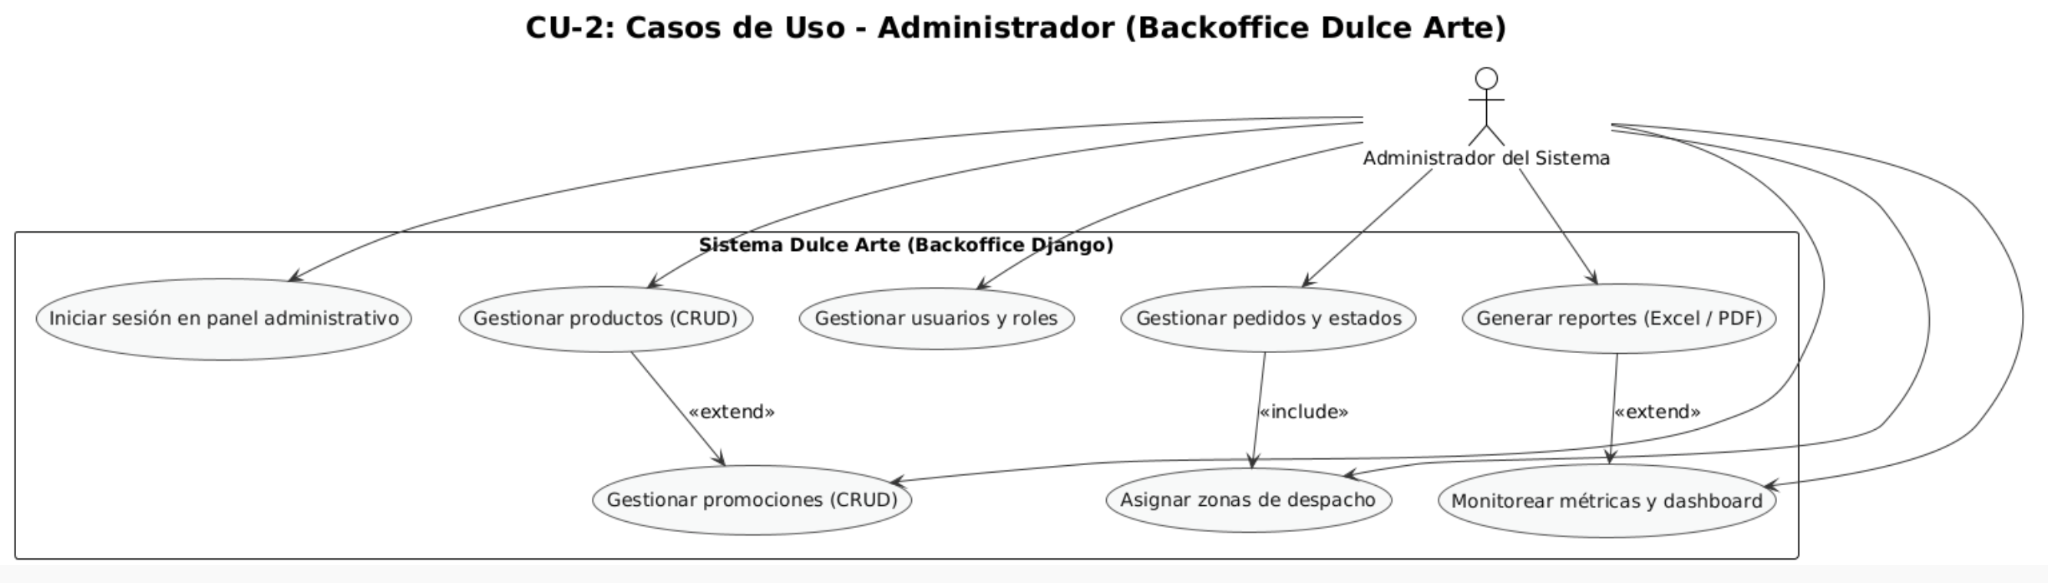 CU-2: Casos de Uso - Administrador (Backoffice Dulce Arte)
Administrador del Sistema
Sistema Dulce Arte (Backoffice Django)
Iniciar sesión en panel administrativo
Gestionar productos (CRUD)
Gestionar usuarios y roles
Gestionar pedidos y estados
Generar reportes (Excel / PDF)
«extend»
«include»
«extend»
Gestionar promociones (CRUD)
Asignar zonas de despacho
Monitorear métricas y dashboard